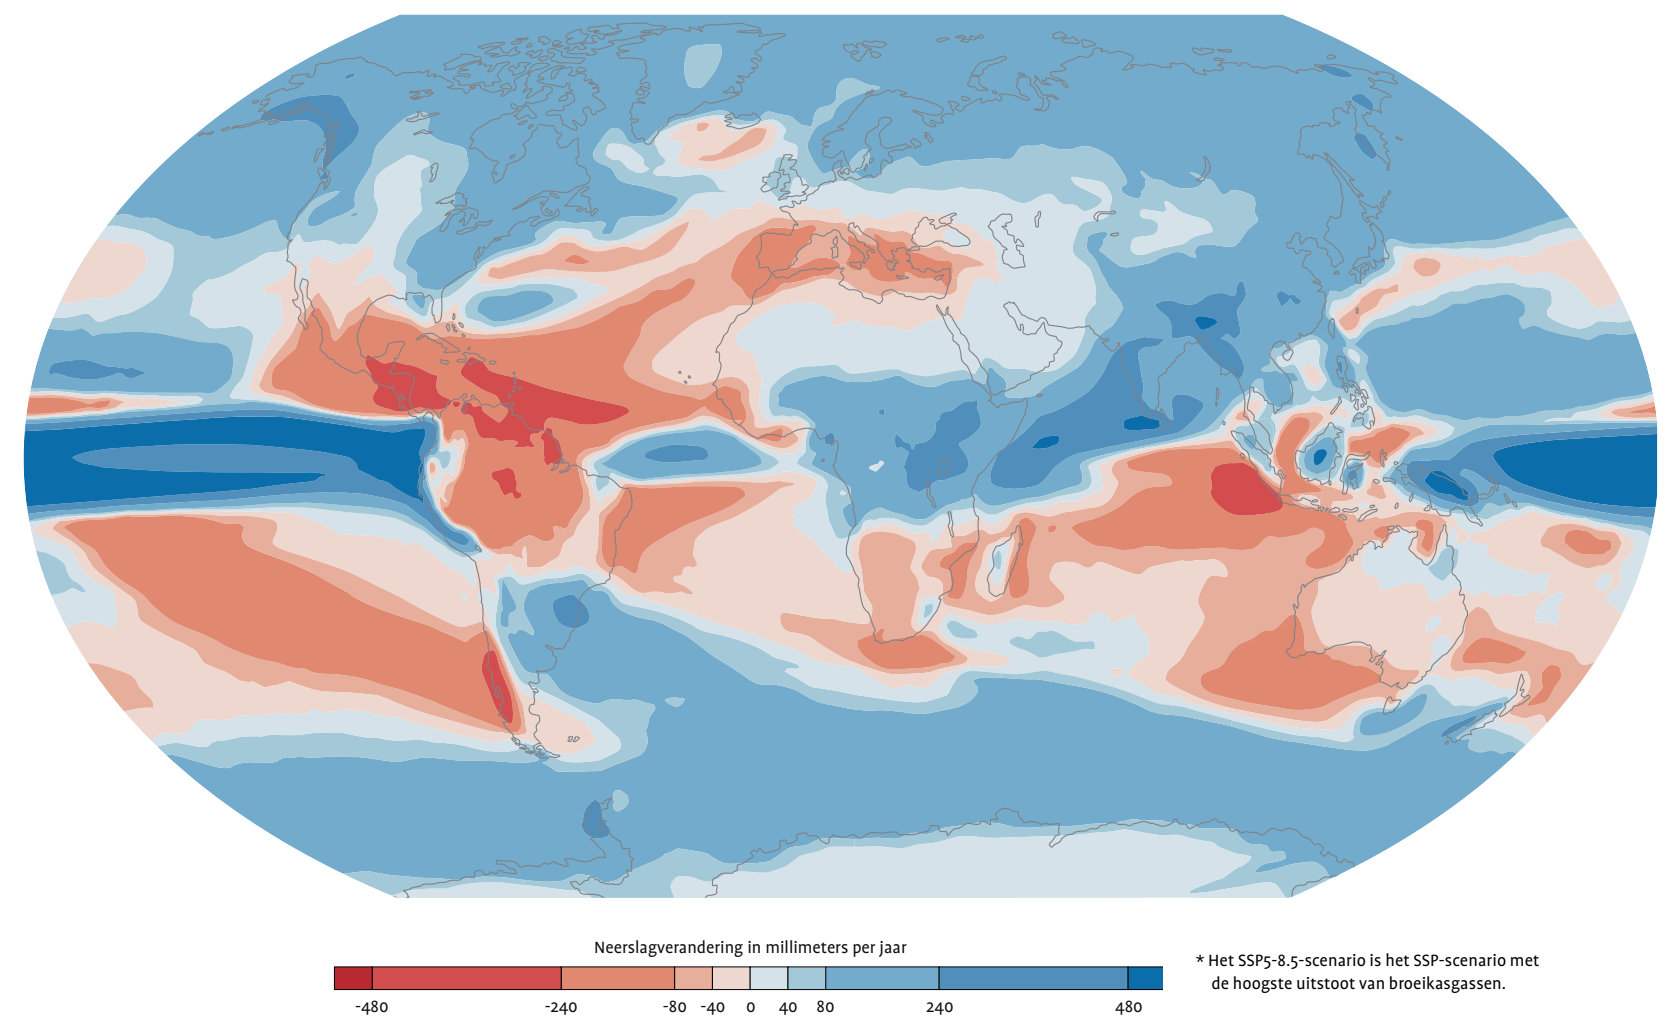 Neerslagverandering in millimeters per jaar
-480 -240 -80 -40 0 40 80 240 480
* Het SSP5-8.5-scenario is het SSP-scenario met
de hoogste uitstoot van broeikasgassen.